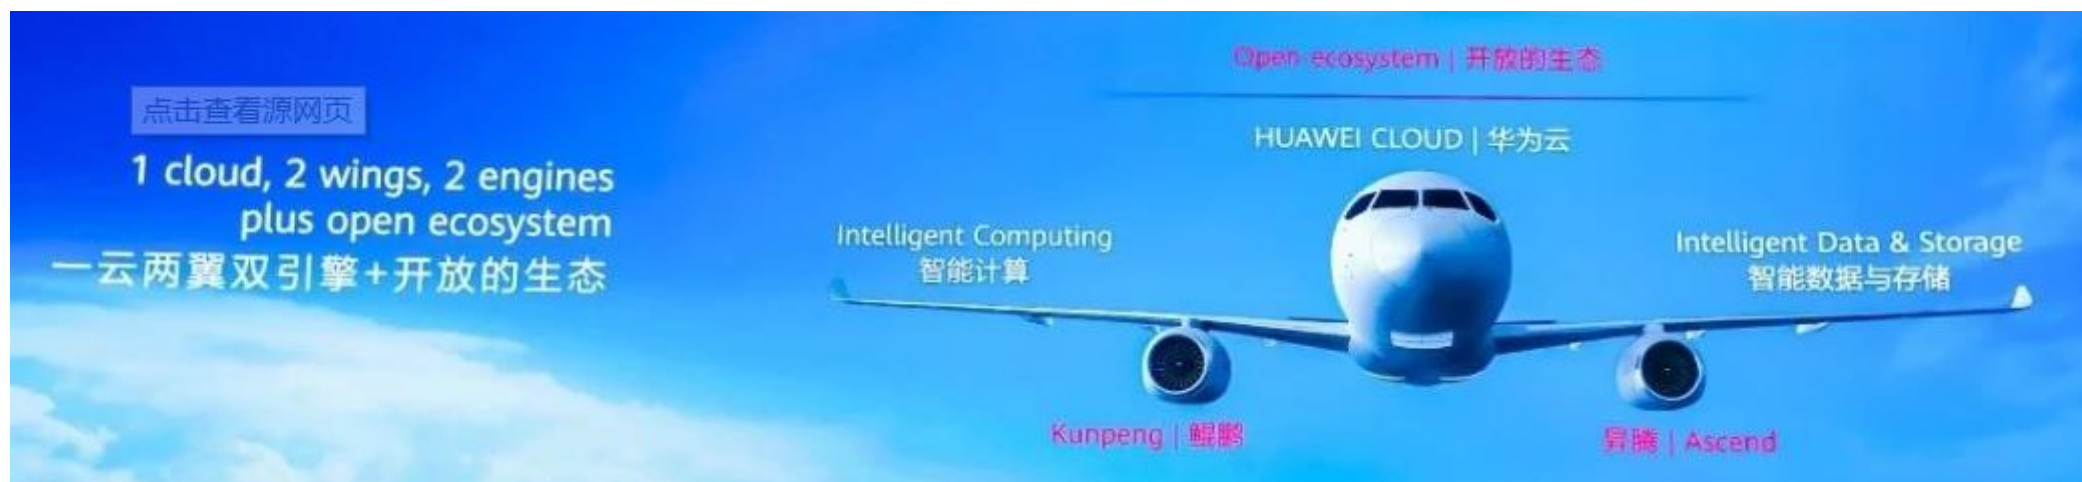 点击查看源网页
1 cloud, 2 wings, 2 engines
plus open ecosystem
一云两翼双引擎+开放的生态
Open ecosystem | 开放的生态
HUAWEI CLOUD | 华为云
Intelligent Computing
智能计算
Intelligent Data & Storage
智能数据与存储
Kunpeng | 鲲鹏
昇腾 | Ascend